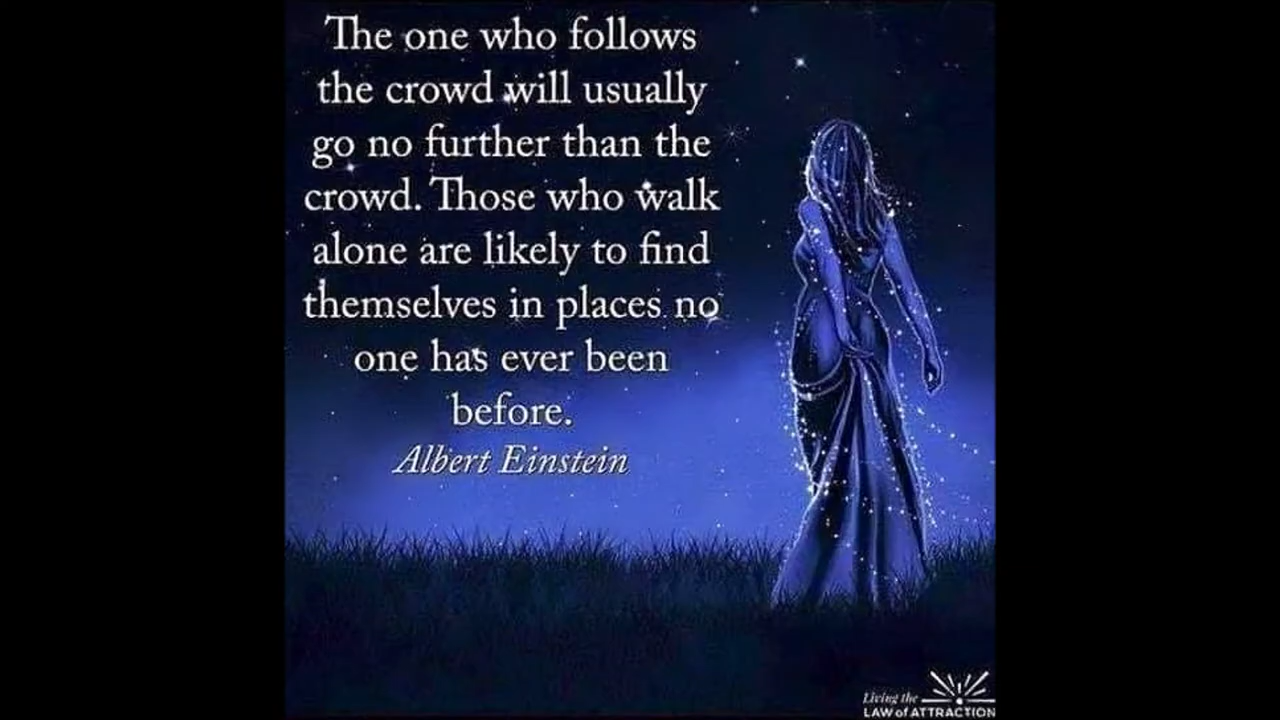 The one who follows
the crowd will usually
go no further than the
crowd. Those who walk
alone are likely to find
themselves in places no
one has ever been
before.
Albert Einstein
Living the
LAW of ATTRACTION